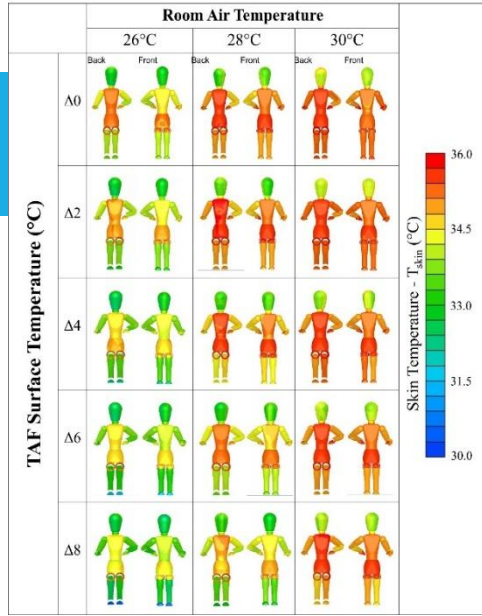 Room Air Temperature
26°C 28°C 30°C
Back Front Back Front Back Front
TAF Surface Temperature (°C)
Δ0
Δ2
Δ4
Δ6
Δ8
Skin Temperature - Tskin (°C)
36.0
34.5
33.0
31.5
30.0